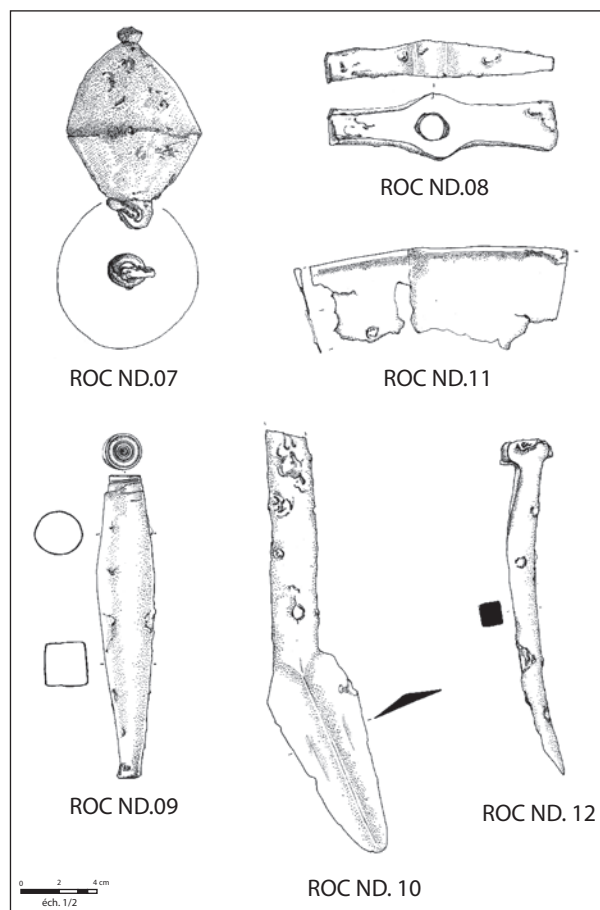 ROC ND.08
ROC ND.07
ROC ND.11
ROC ND.09
ROC ND. 12
ROC ND. 10
0 2 4 cm
éch. 1/2